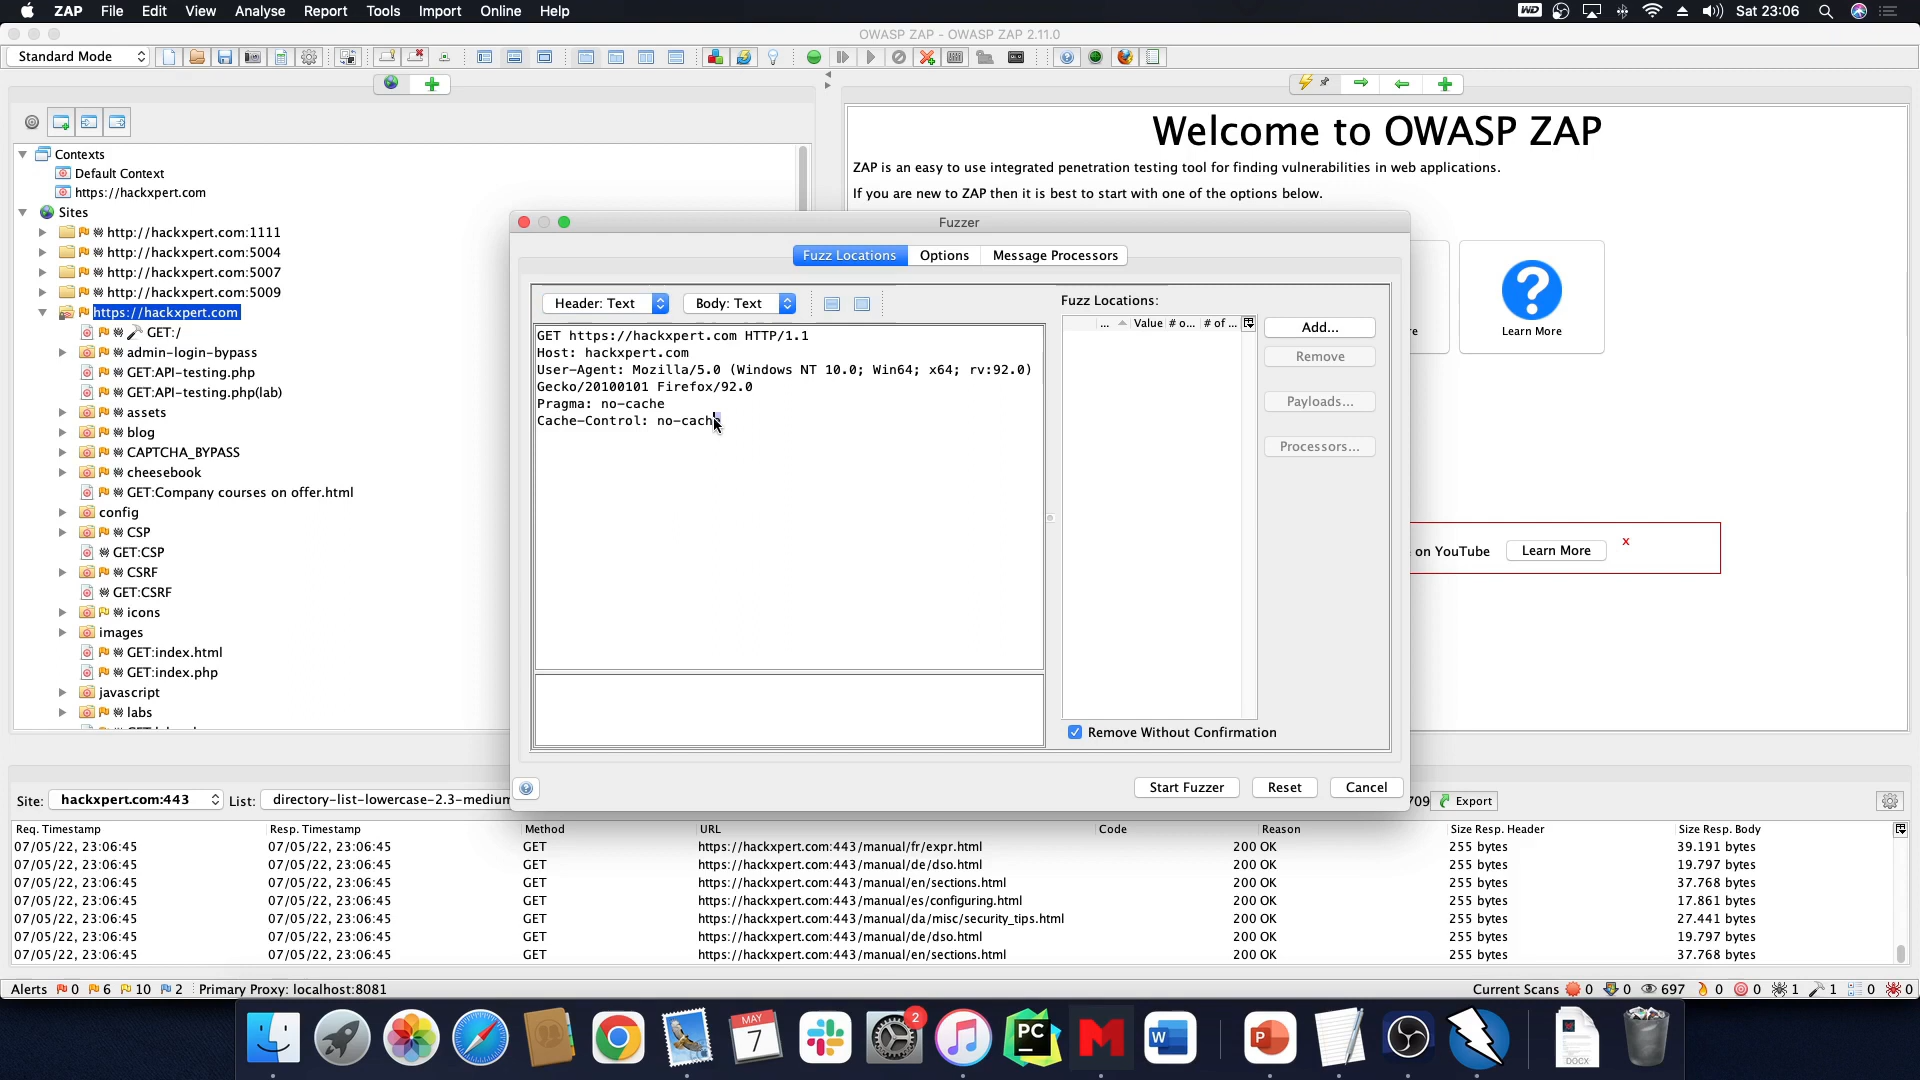 ZAP File Edit View Analyse Report Tools Import Online Help
WD Sat 23:06
OWASP ZAP - OWASP ZAP 2.11.0
Standard Mode
Contexts
Default Context
https://hackxpert.com
Sites
http://hackxpert.com:1111
http://hackxpert.com:5004
http://hackxpert.com:5007
http://hackxpert.com:5009
https://hackxpert.com
GET:/
admin-login-bypass
GET:API-testing.php
GET:API-testing.php(lab)
assets
blog
CAPTCHA_BYPASS
cheesebook
GET:Company courses on offer.html
config
CSP
GET:CSP
CSRF
GET:CSRF
icons
images
GET:index.html
GET:index.php
javascript
labs
Welcome to OWASP ZAP
ZAP is an easy to use integrated penetration testing tool for finding vulnerabilities in web applications.
If you are new to ZAP then it is best to start with one of the options below.
re
?
Learn More
on YouTube Learn More x
Fuzzer
Fuzz Locations Options Message Processors
Header: Text Body: Text
GET https://hackxpert.com HTTP/1.1
Host: hackxpert.com
User-Agent: Mozilla/5.0 (Windows NT 10.0; Win64; x64; rv:92.0)
Gecko/20100101 Firefox/92.0
Pragma: no-cache
Cache-Control: no-cache
Fuzz Locations:
... Value # o... # of ...
Add...
Remove
Payloads...
Processors...
Remove Without Confirmation
? Start Fuzzer Reset Cancel
Site: hackxpert.com:443 List: directory-list-lowercase-2.3-medium
709 Export
Req. Timestamp Resp. Timestamp Method URL Code Reason Size Resp. Header Size Resp. Body
07/05/22, 23:06:45 07/05/22, 23:06:45 GET https://hackxpert.com:443/manual/fr/expr.html 200 OK 255 bytes 39.191 bytes
07/05/22, 23:06:45 07/05/22, 23:06:45 GET https://hackxpert.com:443/manual/de/dso.html 200 OK 255 bytes 19.797 bytes
07/05/22, 23:06:45 07/05/22, 23:06:45 GET https://hackxpert.com:443/manual/en/sections.html 200 OK 255 bytes 37.768 bytes
07/05/22, 23:06:45 07/05/22, 23:06:45 GET https://hackxpert.com:443/manual/es/configuring.html 200 OK 255 bytes 17.861 bytes
07/05/22, 23:06:45 07/05/22, 23:06:45 GET https://hackxpert.com:443/manual/da/misc/security_tips.html 200 OK 255 bytes 27.441 bytes
07/05/22, 23:06:45 07/05/22, 23:06:45 GET https://hackxpert.com:443/manual/de/dso.html 200 OK 255 bytes 19.797 bytes
07/05/22, 23:06:45 07/05/22, 23:06:45 GET https://hackxpert.com:443/manual/en/sections.html 200 OK 255 bytes 37.768 bytes
Alerts 0 6 10 2 Primary Proxy: localhost:8081 Current Scans 0 0 697 0 0 1 1 0 0
MAY 7 2 PC W P DOCX